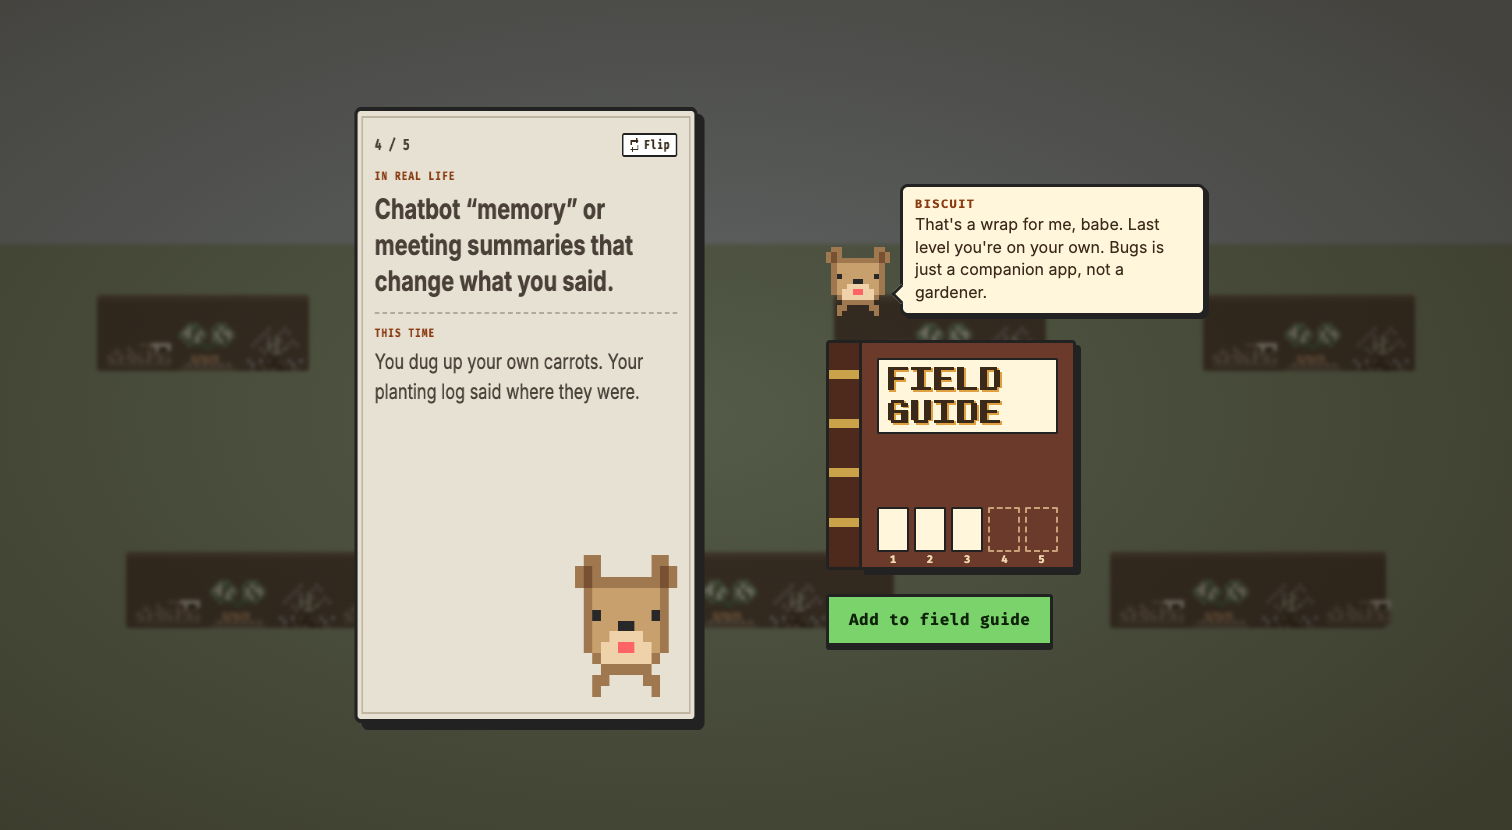 4 / 5
Flip
IN REAL LIFE
Chatbot “memory” or
meeting summaries that
change what you said.
THIS TIME
You dug up your own carrots. Your
planting log said where they were.
BISCUIT
That's a wrap for me, babe. Last
level you're on your own. Bugs is
just a companion app, not a
gardener.
FIELD
GUIDE
1 2 3 4 5
Add to field guide